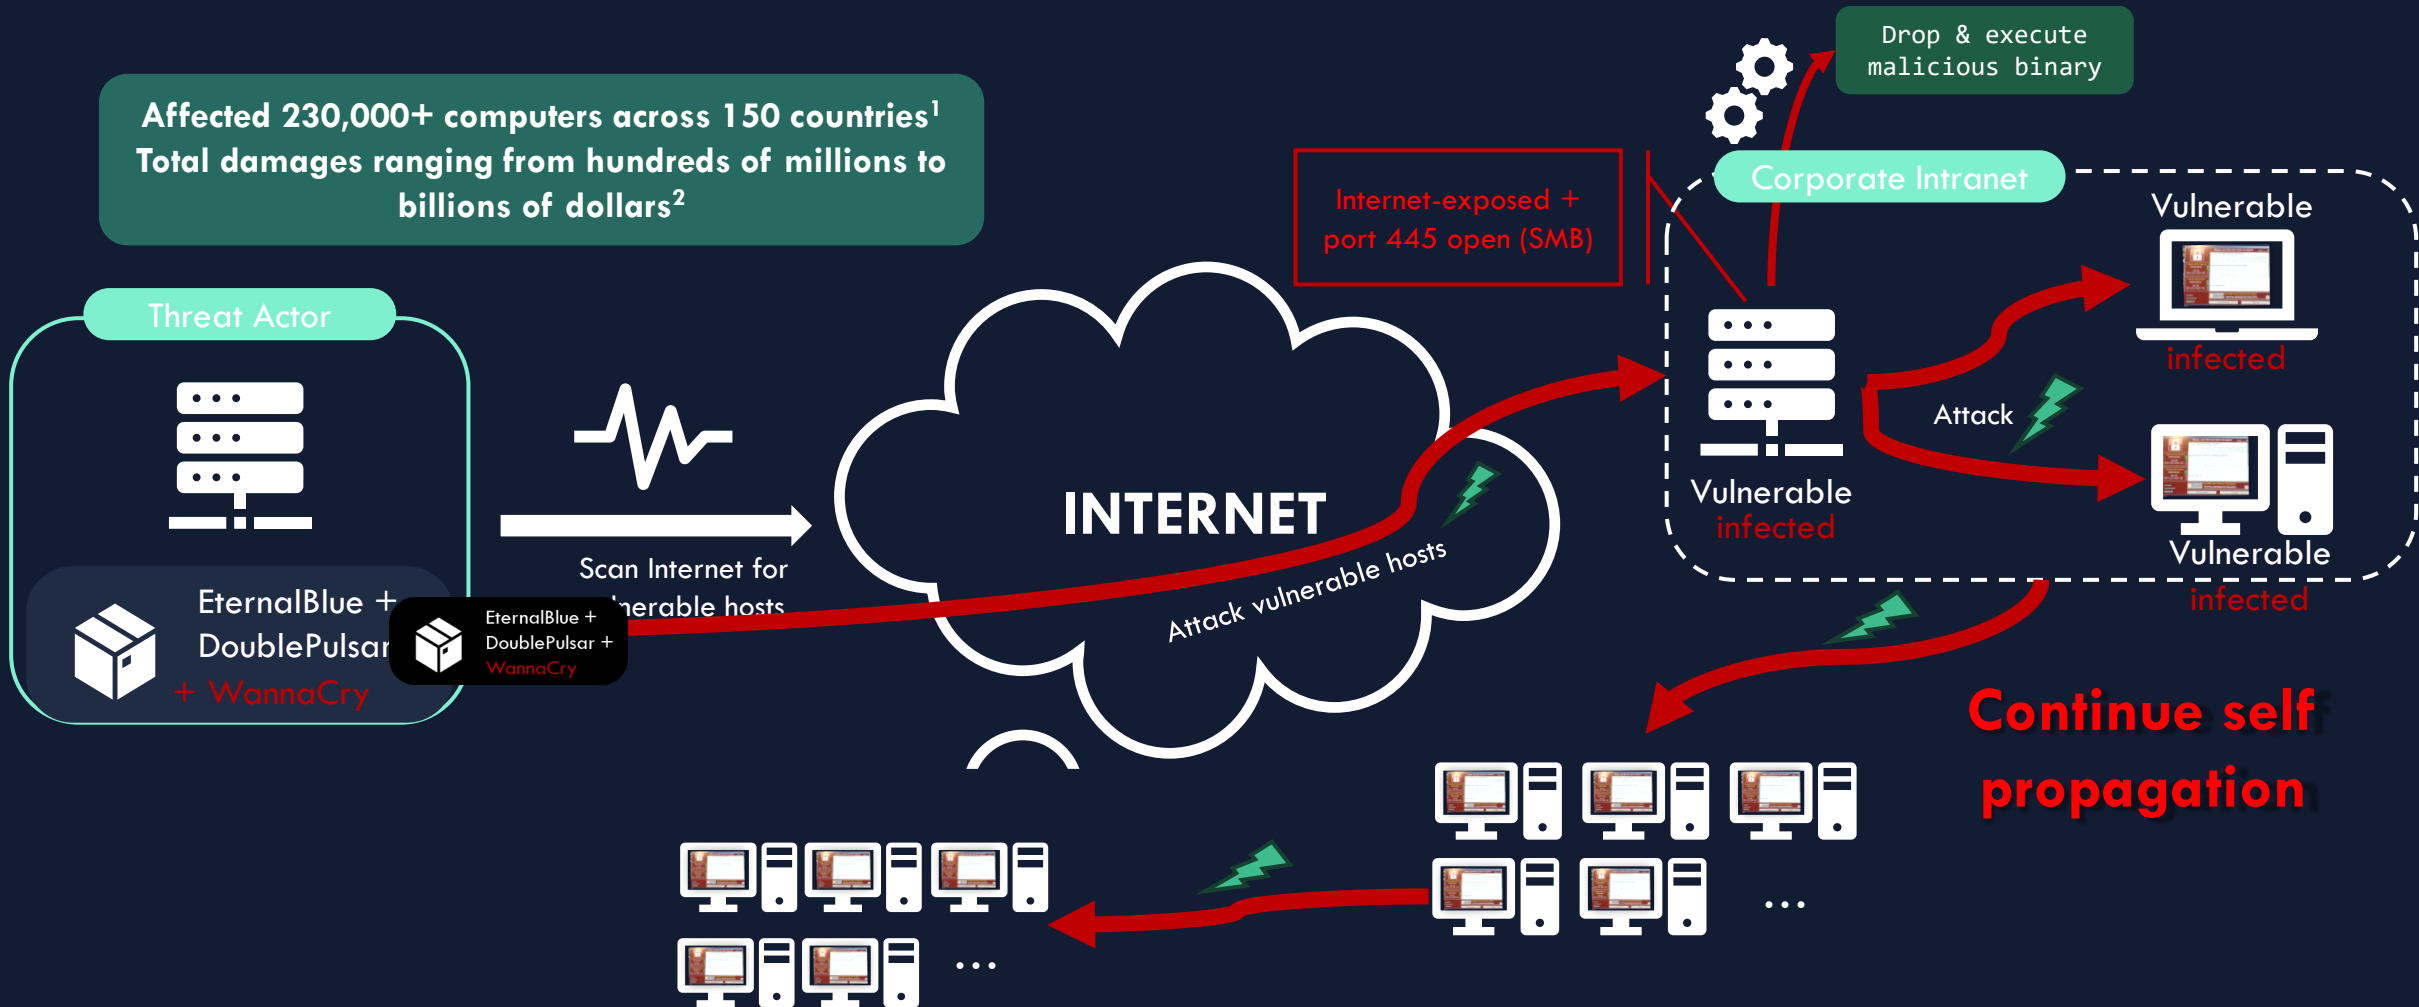 Affected 230,000+ computers across 150 countries¹
Total damages ranging from hundreds of millions to
billions of dollars²
Threat Actor
EternalBlue +
DoublePulsar
+ WannaCry
EternalBlue +
DoublePulsar +
WannaCry
Scan Internet for
hosts
INTERNET
Attack vulnerable hosts
Internet-exposed +
port 445 open (SMB)
Drop & execute
malicious binary
Corporate Intranet
Vulnerable
infected
Vulnerable
infected
Attack
Vulnerable
infected
Continue self
propagation
...
...